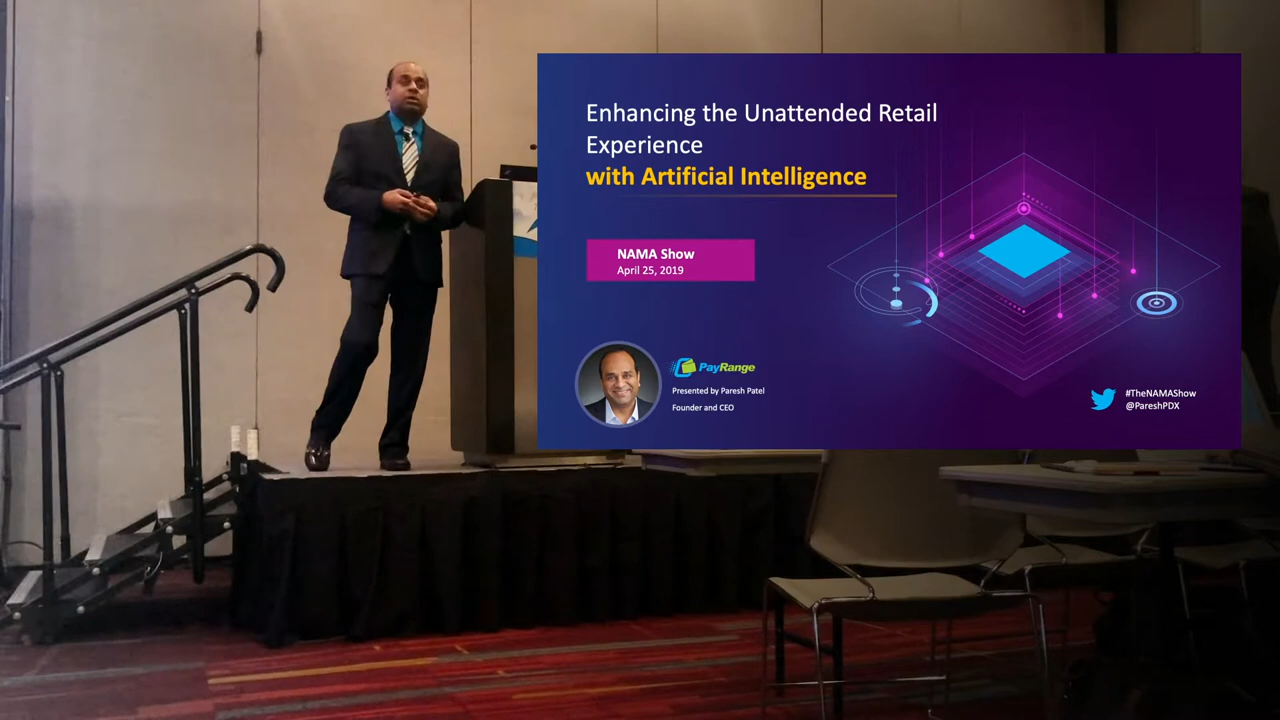 Enhancing the Unattended Retail
Experience
with Artificial Intelligence
NAMA Show
April 25, 2019
PayRange
Presented by Paresh Patel
Founder and CEO
#TheNAMAShow
@PareshPDX